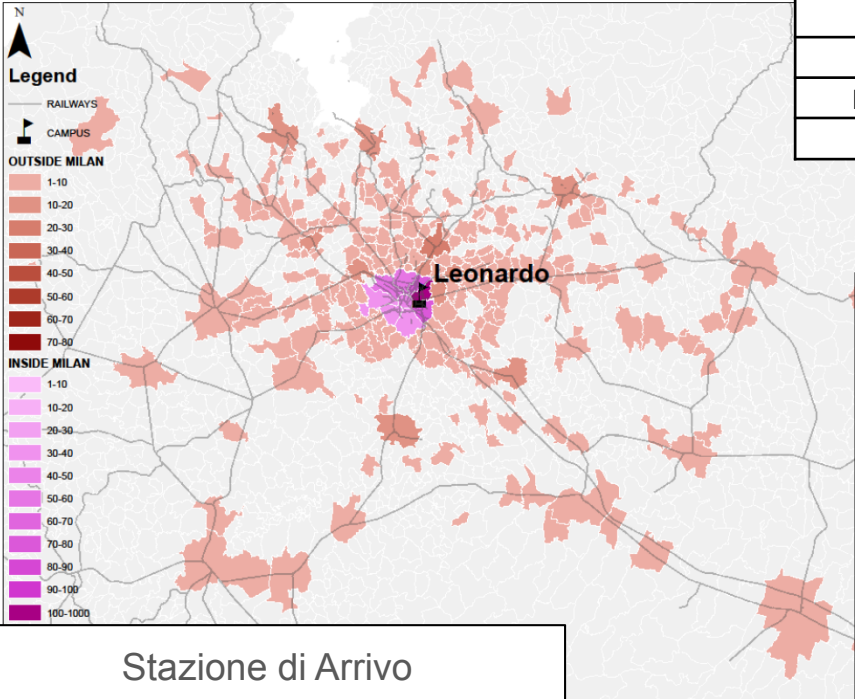 N
Legend
RAILWAYS
CAMPUS
OUTSIDE MILAN
1-10
10-20
20-30
30-40
40-50
50-60
60-70
70-80
INSIDE MILAN
1-10
10-20
20-30
30-40
40-50
50-60
60-70
70-80
80-90
90-100
100-1000
Leonardo
Stazione di Arrivo